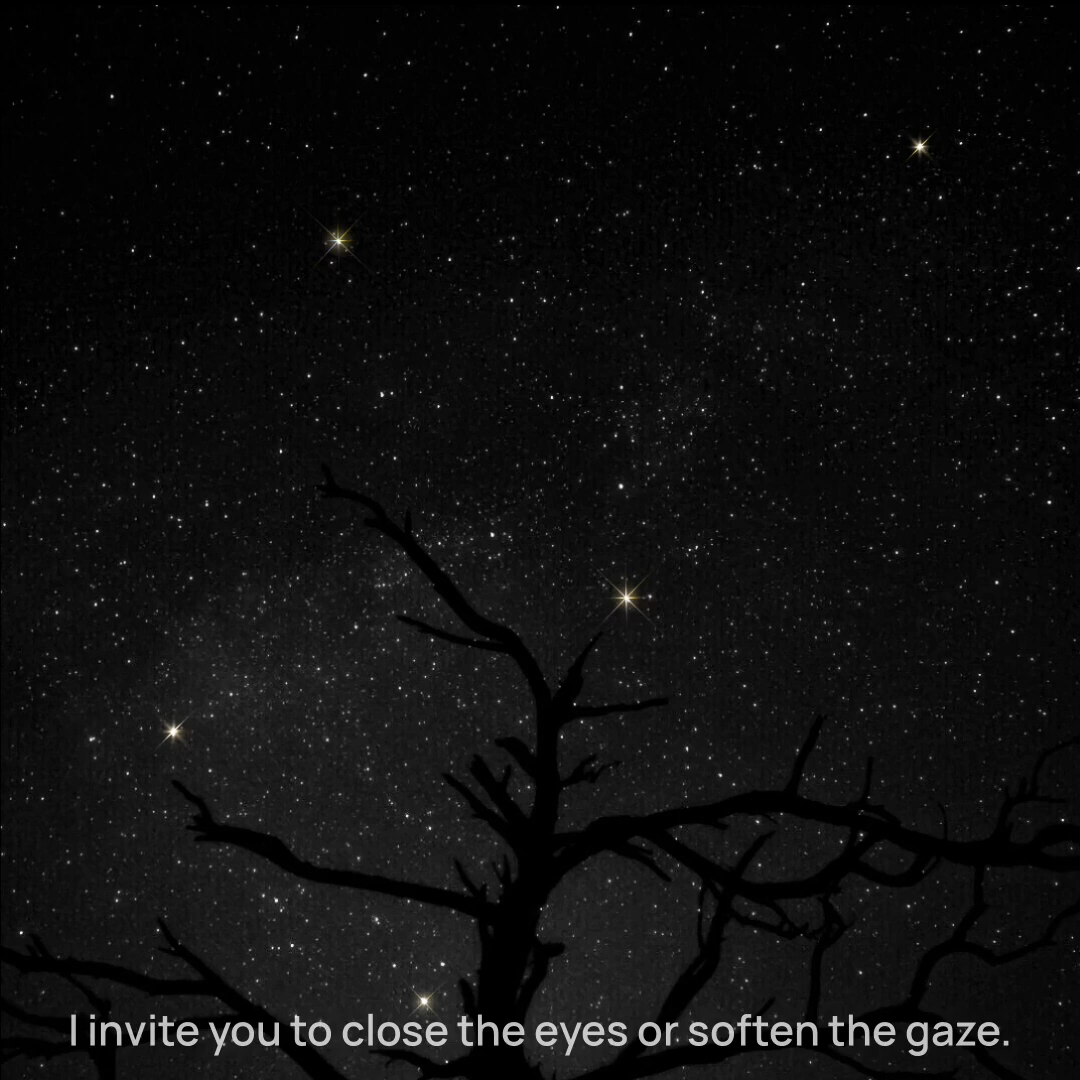 I invite you to close the eyes or soften the gaze.